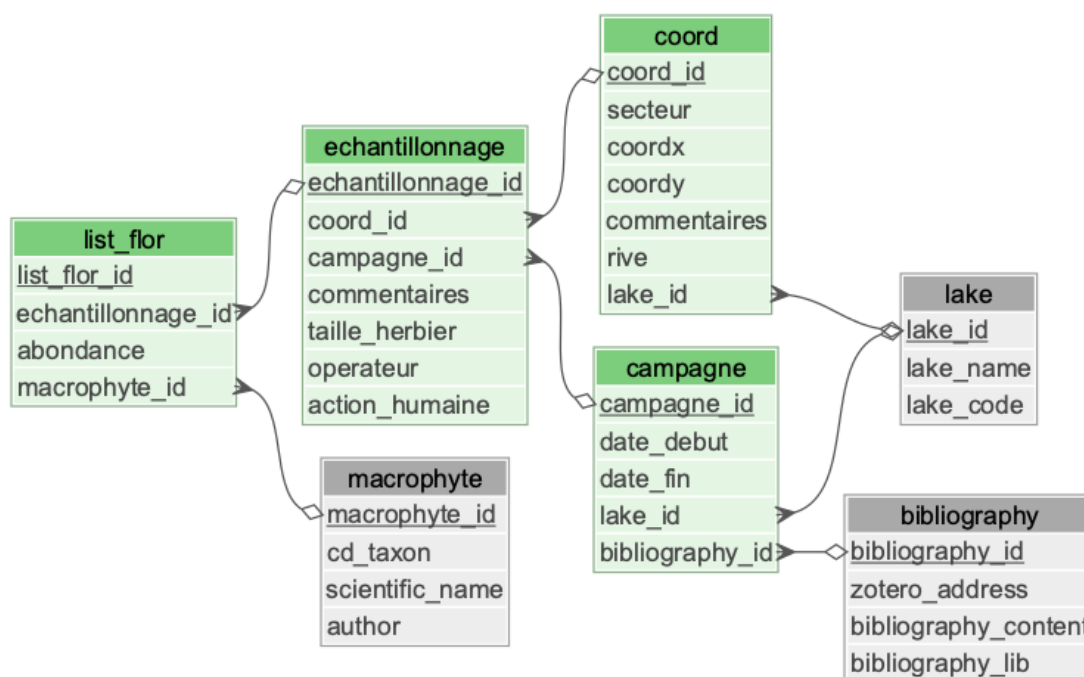 coord
coord_id
secteur
coordx
coordy
commentaires
rive
lake_id
echantillonnage
echantillonnage_id
coord_id
campagne_id
commentaires
taille_herbier
operateur
action_humaine
list_flor
list_flor_id
echantillonnage_id
abondance
macrophyte_id
lake
lake_id
lake_name
lake_code
campagne
campagne_id
date_debut
date_fin
lake_id
bibliography_id
macrophyte
macrophyte_id
cd_taxon
scientific_name
author
bibliography
bibliography_id
zotero_address
bibliography_content
bibliography_lib